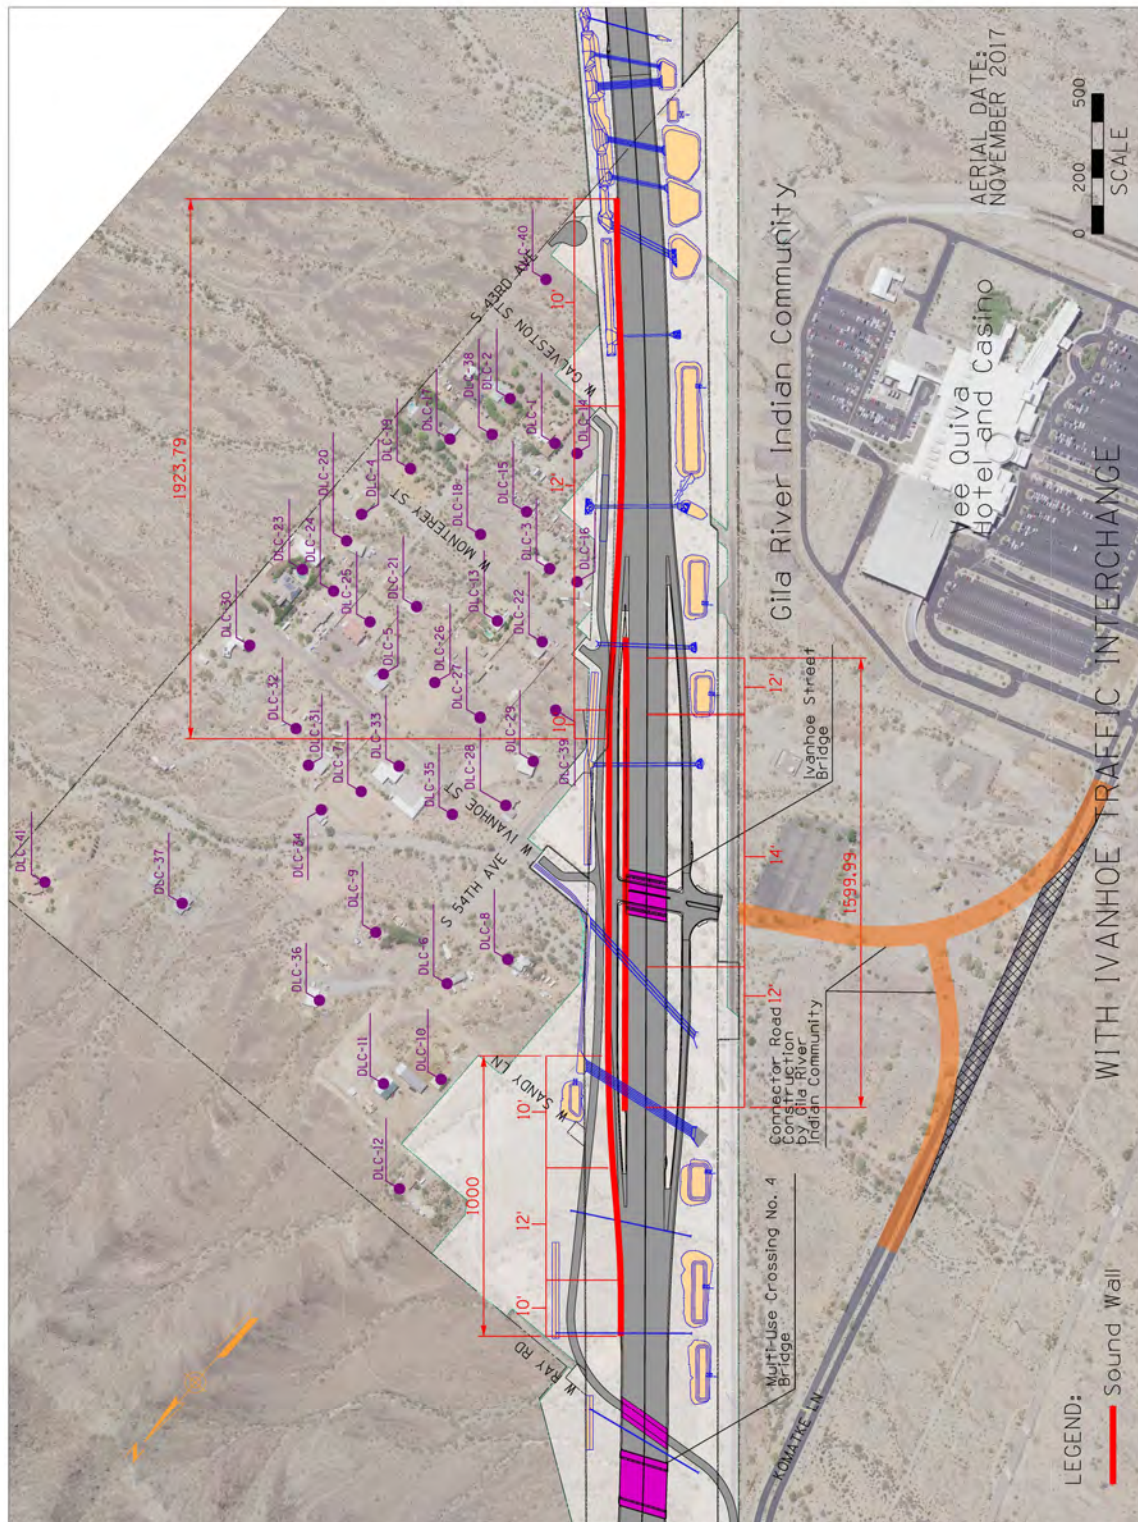 1923.79
10'
12'
10'
1000
10'
12'
10'
1599.99
12'
14'
12'
DLC-41
DLC-37
DLC-30
DLC-32
DLC-31
DLC-7
DLC-33
DLC-34
DLC-35
DLC-28
DLC-29
DLC-39
DLC-23
DLC-24
DLC-20
DLC-4
DLC-19
DLC-17
DLC-38
DLC-2
DLC-40
DLC-1
DLC-14
DLC-15
DLC-18
DLC-3
DLC-16
DLC-25
DLC-21
DLC-13
DLC-22
DLC-5
DLC-26
DLC-27
DLC-9
DLC-36
DLC-6
DLC-8
DLC-11
DLC-10
DLC-12
S 43RD AVE
W GALVESTON ST
W MONTEREY ST
W IVANHOE ST
S 54TH AVE
W SANDY LN
W RAY RD
KOMATKE LN
Gila River Indian Community
Vee Quiva
Hotel and Casino
Ivanhoe Street
Bridge
Connector Road
Construction
by Gila River
Indian Community
Multi-Use Crossing No. 4
Bridge
AERIAL DATE:
NOVEMBER 2017
0 200 500
SCALE
WITH IVANHOE TRAFFIC INTERCHANGE
LEGEND:
Sound Wall